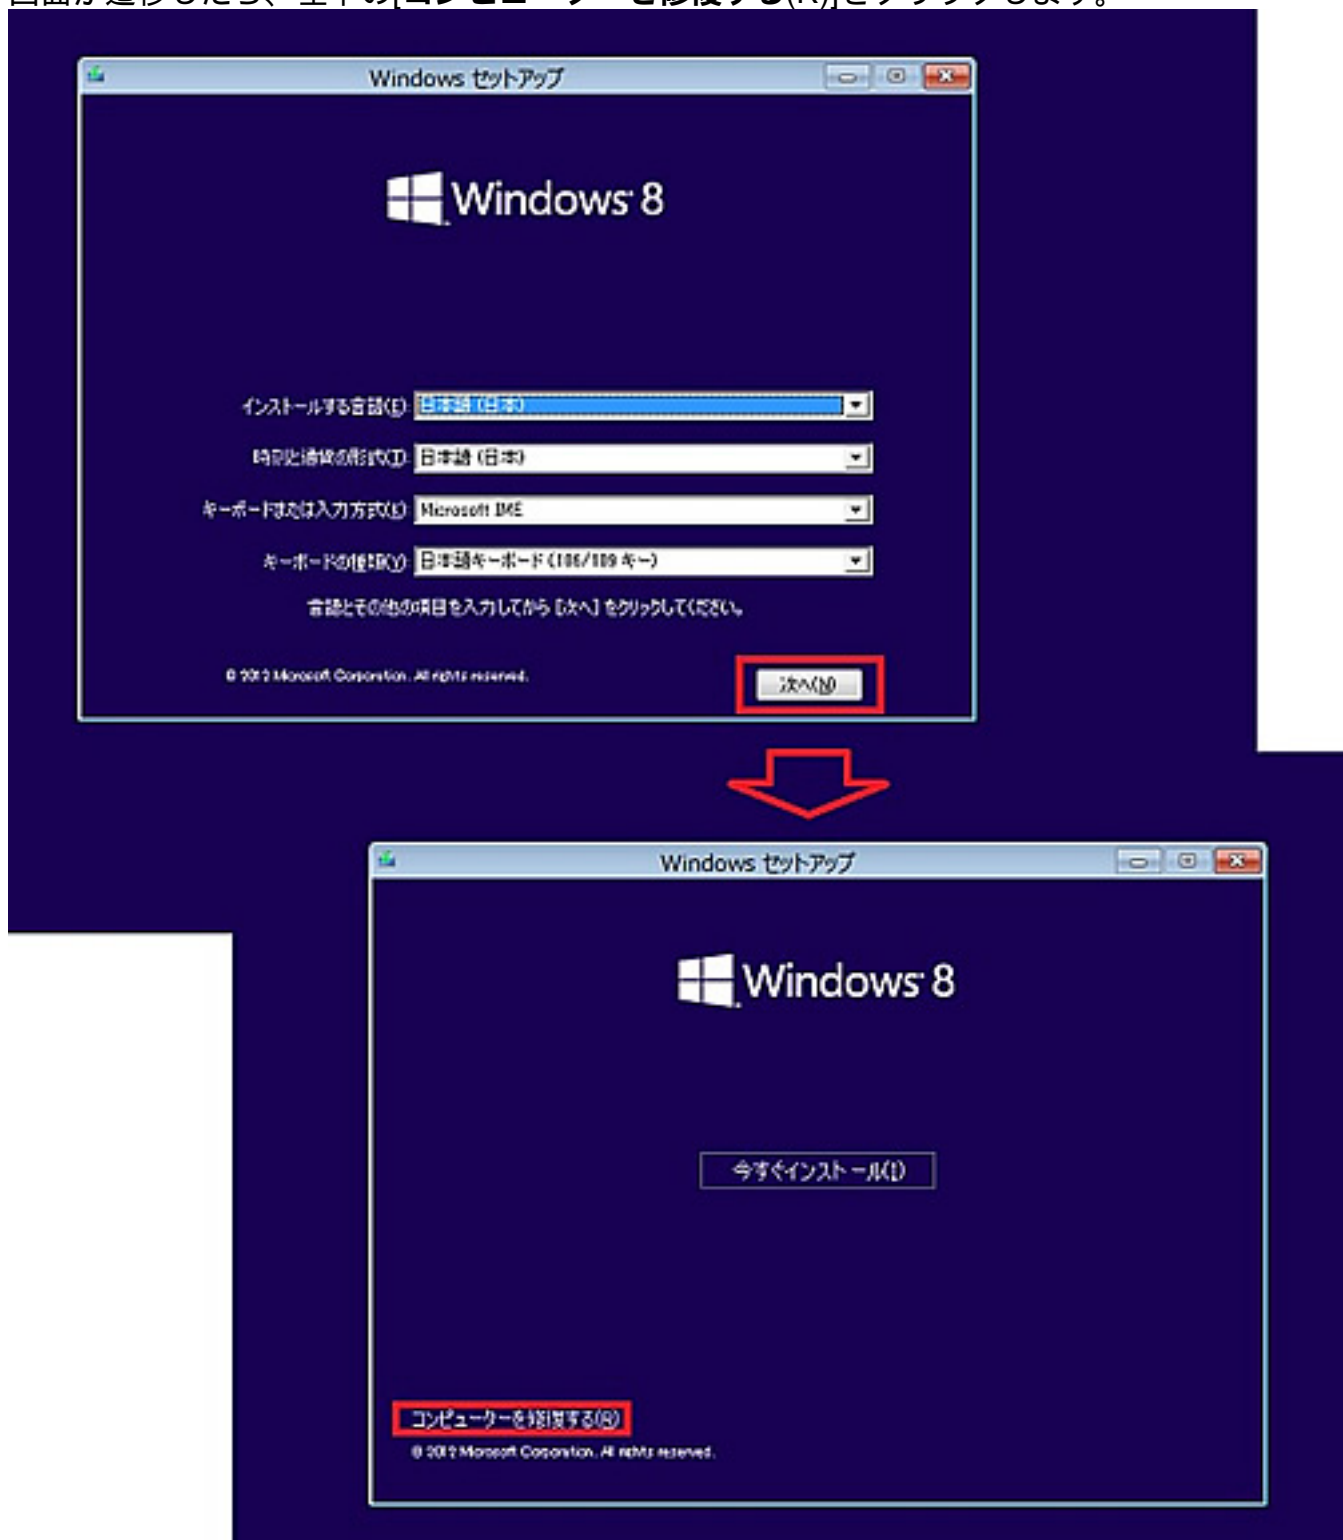 画面が遷移したら、左下の[コンピューターを修復する(R)]をクリックします。
Windows セットアップ
Windows 8
インストールする言語(E): 日本語 (日本)
時刻と通貨の形式(T): 日本語 (日本)
キーボードまたは入力方式(K): Microsoft IME
キーボードの種類(Y): 日本語キーボード (106/109 キー)
言語とその他の項目を入力してから [次へ] をクリックしてください。
© 2012 Microsoft Corporation. All rights reserved.
次へ(N)
Windows セットアップ
Windows 8
今すぐインストール(I)
コンピューターを修復する(R)
© 2012 Microsoft Corporation. All rights reserved.